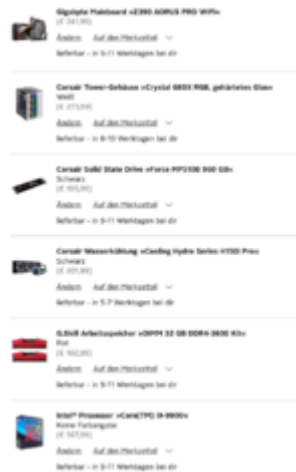 Gigabyte Mainboard »Z390 AORUS PRO WIFI«
Ändern Auf den Merkzettel
lieferbar - in 9-11 Werktagen bei dir
Corsair Tower-Gehäuse »Crystal 680X RGB, gehärtetes Glas«
Weiß
Ändern Auf den Merkzettel
lieferbar - in 8-10 Werktagen bei dir
Corsair Solid State Drive »Force MP510B 960 GB«
Schwarz
Ändern Auf den Merkzettel
lieferbar - in 9-11 Werktagen bei dir
Corsair Wasserkühlung »Cooling Hydro Series H150i Pro«
Schwarz
Ändern Auf den Merkzettel
lieferbar - in 5-7 Werktagen bei dir
G.Skill Arbeitsspeicher »DIMM 32 GB DDR4-3600 Kit«
Rot
Ändern Auf den Merkzettel
lieferbar - in 9-11 Werktagen bei dir
Intel® Prozessor »Core(TM) i9-9900«
Keine Farbangabe
Ändern Auf den Merkzettel
lieferbar - in 9-11 Werktagen bei dir